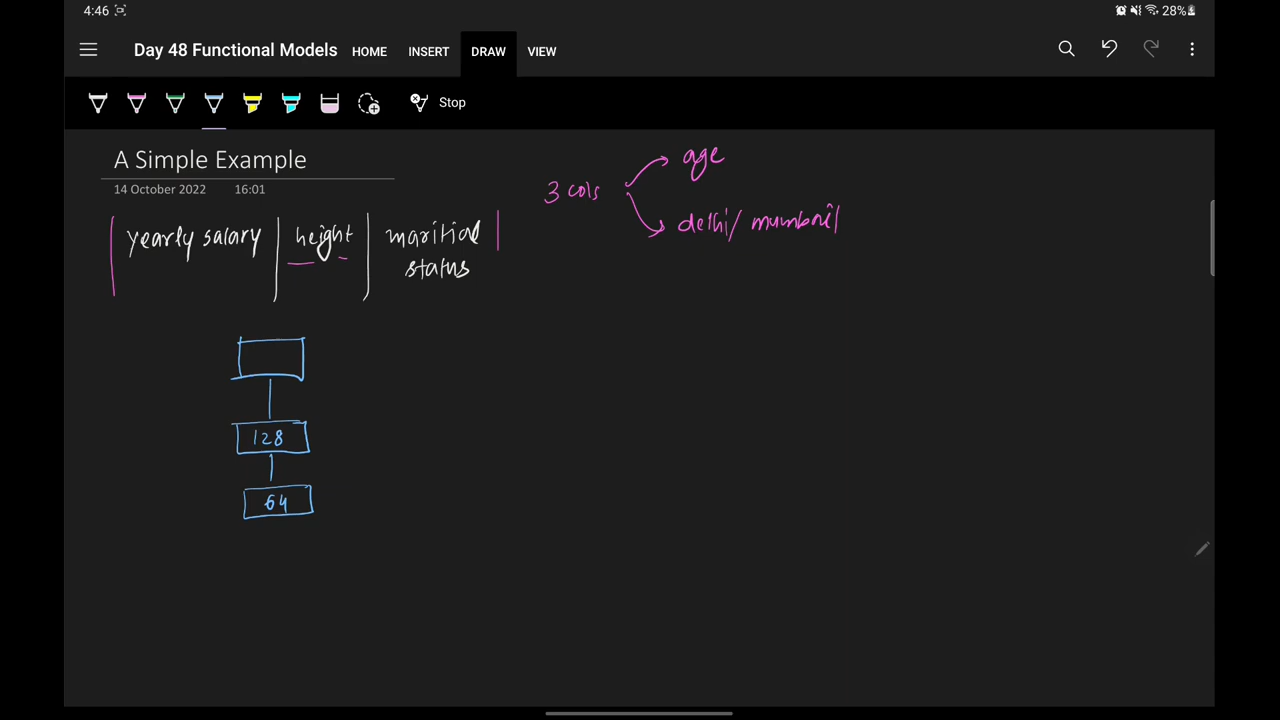 4:46 28%
Day 48 Functional Models HOME INSERT DRAW VIEW
Stop
A Simple Example
14 October 2022 16:01
3 cols
age
delhi/ mumbai
yearly salary | height | maritial
status
128
64